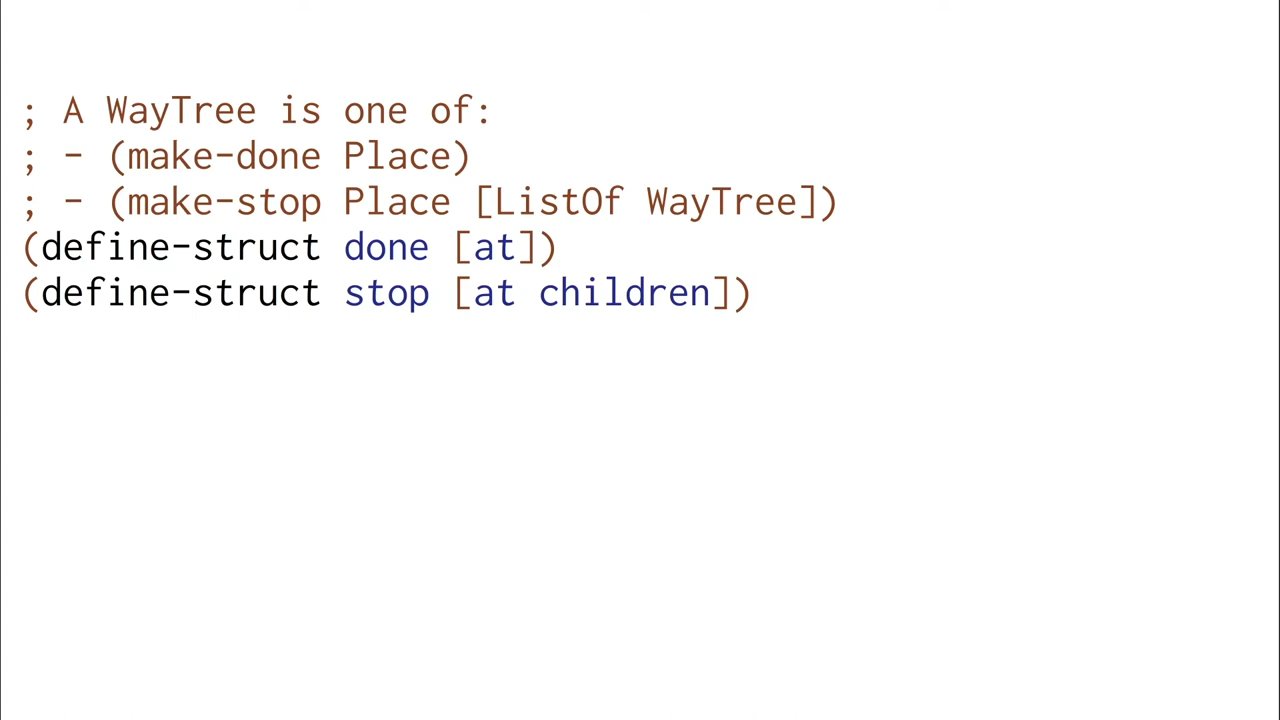 ; A WayTree is one of:
; - (make-done Place)
; - (make-stop Place [ListOf WayTree])
(define-struct done [at])
(define-struct stop [at children])